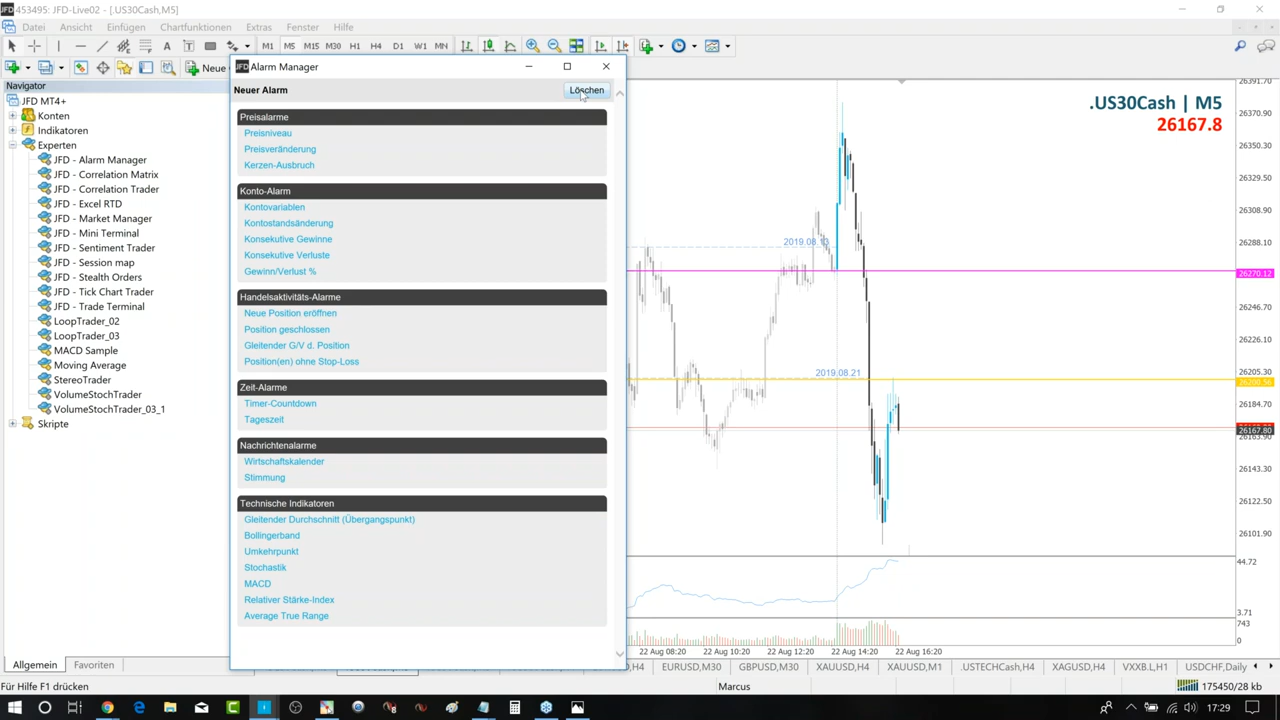 453495: JFD-Live02 - [.US30Cash,M5]
Datei Ansicht Einfügen Chartfunktionen Extras Fenster Hilfe
M1 M5 M15 M30 H1 H4 D1 W1 MN
Neue
Navigator
JFD MT4+
Konten
Indikatoren
Experten
JFD - Alarm Manager
JFD - Correlation Matrix
JFD - Correlation Trader
JFD - Excel RTD
JFD - Market Manager
JFD - Mini Terminal
JFD - Sentiment Trader
JFD - Session map
JFD - Stealth Orders
JFD - Tick Chart Trader
JFD - Trade Terminal
LoopTrader_02
LoopTrader_03
MACD Sample
Moving Average
StereoTrader
VolumeStochTrader
VolumeStochTrader_03_1
Skripte
Allgemein Favoriten
JFD Alarm Manager
Neuer Alarm Löschen
Preisalarme
Preisniveau
Preisveränderung
Kerzen-Ausbruch
Konto-Alarm
Kontovariablen
Kontostandsänderung
Konsekutive Gewinne
Konsekutive Verluste
Gewinn/Verlust %
Handelsaktivitäts-Alarme
Neue Position eröffnen
Position geschlossen
Gleitender G/V d. Position
Position(en) ohne Stop-Loss
Zeit-Alarme
Timer-Countdown
Tageszeit
Nachrichtenalarme
Wirtschaftskalender
Stimmung
Technische Indikatoren
Gleitender Durchschnitt (Übergangspunkt)
Bollingerband
Umkehrpunkt
Stochastik
MACD
Relativer Stärke-Index
Average True Range
.US30Cash | M5
26167.8
2019.08.13
2019.08.21
26391.70
26370.90
26350.30
26329.50
26308.90
26288.10
26270.12
26246.70
26226.10
26205.30
26200.56
26184.70
26167.80
26163.90
26143.30
26122.50
26101.90
44.72
3.71
743
0
22 Aug 08:20 22 Aug 10:20 22 Aug 12:20 22 Aug 14:20 22 Aug 16:20
,H4 EURUSD,M30 GBPUSD,M30 XAUUSD,H4 XAUUSD,M1 .USTECHCash,H4 XAGUSD,H4 VXXB.L,H1 USDCHF,Daily
Für Hilfe F1 drücken Marcus 175450/28 kb
17:29